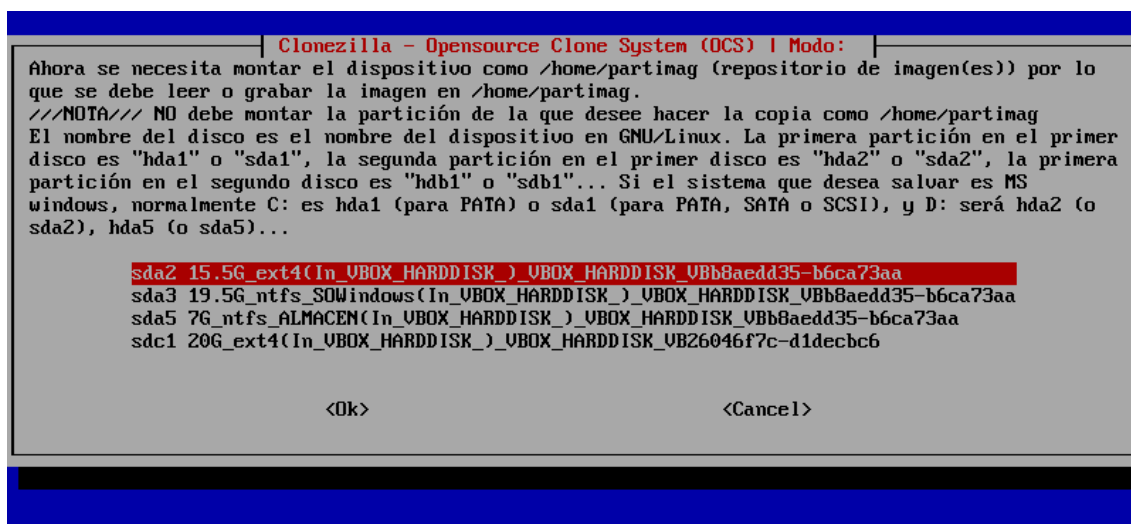 Clonezilla - Opensource Clone System (OCS) | Modo:
Ahora se necesita montar el dispositivo como /home/partimag (repositorio de imagen(es)) por lo
que se debe leer o grabar la imagen en /home/partimag.
///NOTA/// NO debe montar la partición de la que desee hacer la copia como /home/partimag
El nombre del disco es el nombre del dispositivo en GNU/Linux. La primera partición en el primer
disco es "hda1" o "sda1", la segunda partición en el primer disco es "hda2" o "sda2", la primera
partición en el segundo disco es "hdb1" o "sdb1"... Si el sistema que desea salvar es MS
windows, normalmente C: es hda1 (para PATA) o sda1 (para PATA, SATA o SCSI), y D: será hda2 (o
sda2), hda5 (o sda5)...
sda2 15.5G_ext4(In_VBOX_HARDDISK_)_VBOX_HARDDISK_VBb8aedd35-b6ca73aa
sda3 19.5G_ntfs_SOWindows(In_VBOX_HARDDISK_)_VBOX_HARDDISK_VBb8aedd35-b6ca73aa
sda5 7G_ntfs_ALMACEN(In_VBOX_HARDDISK_)_VBOX_HARDDISK_VBb8aedd35-b6ca73aa
sdc1 20G_ext4(In_VBOX_HARDDISK_)_VBOX_HARDDISK_VB26046f7c-d1decbc6
<Ok> <Cancel>